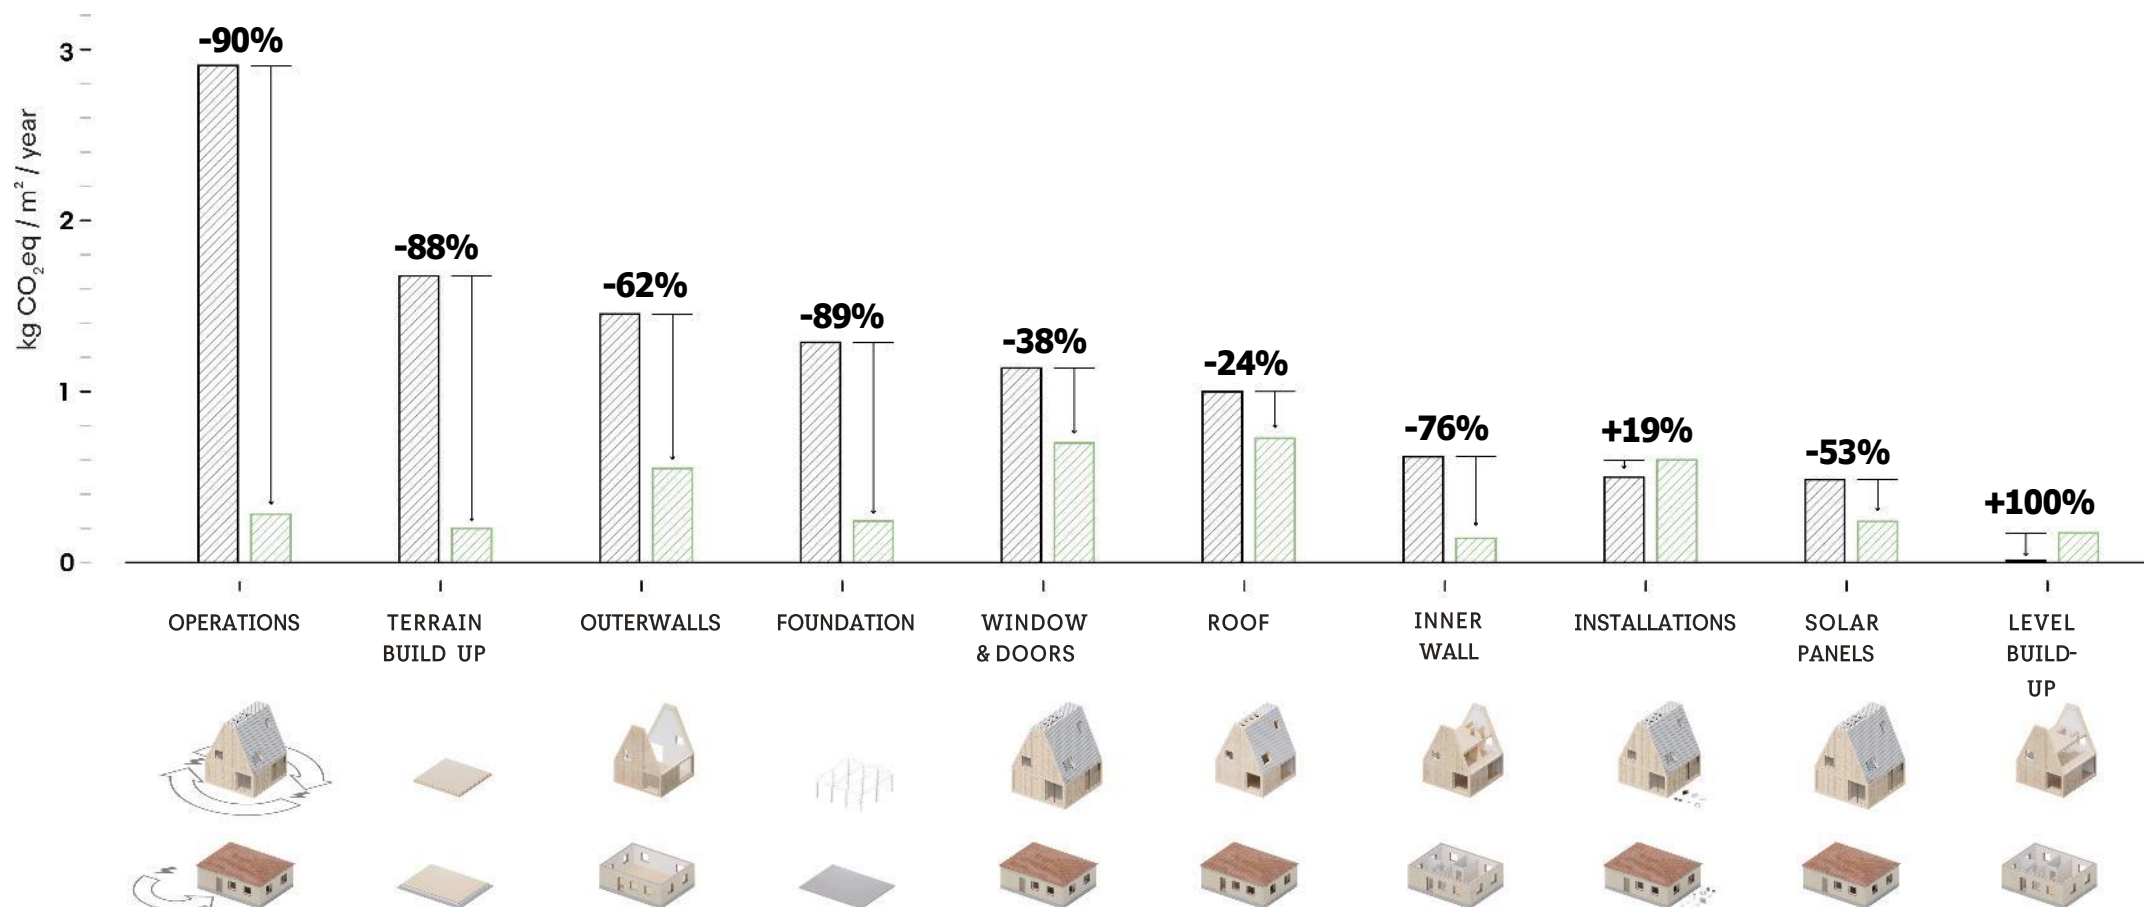 3
2
1
0
kg CO₂eq / m² / year
-90%
-88%
-62%
-89%
-38%
-24%
-76%
+19%
-53%
+100%
OPERATIONS
TERRAIN
BUILD UP
OUTERWALLS
FOUNDATION
WINDOW
& DOORS
ROOF
INNER
WALL
INSTALLATIONS
SOLAR
PANELS
LEVEL
BUILD-
UP